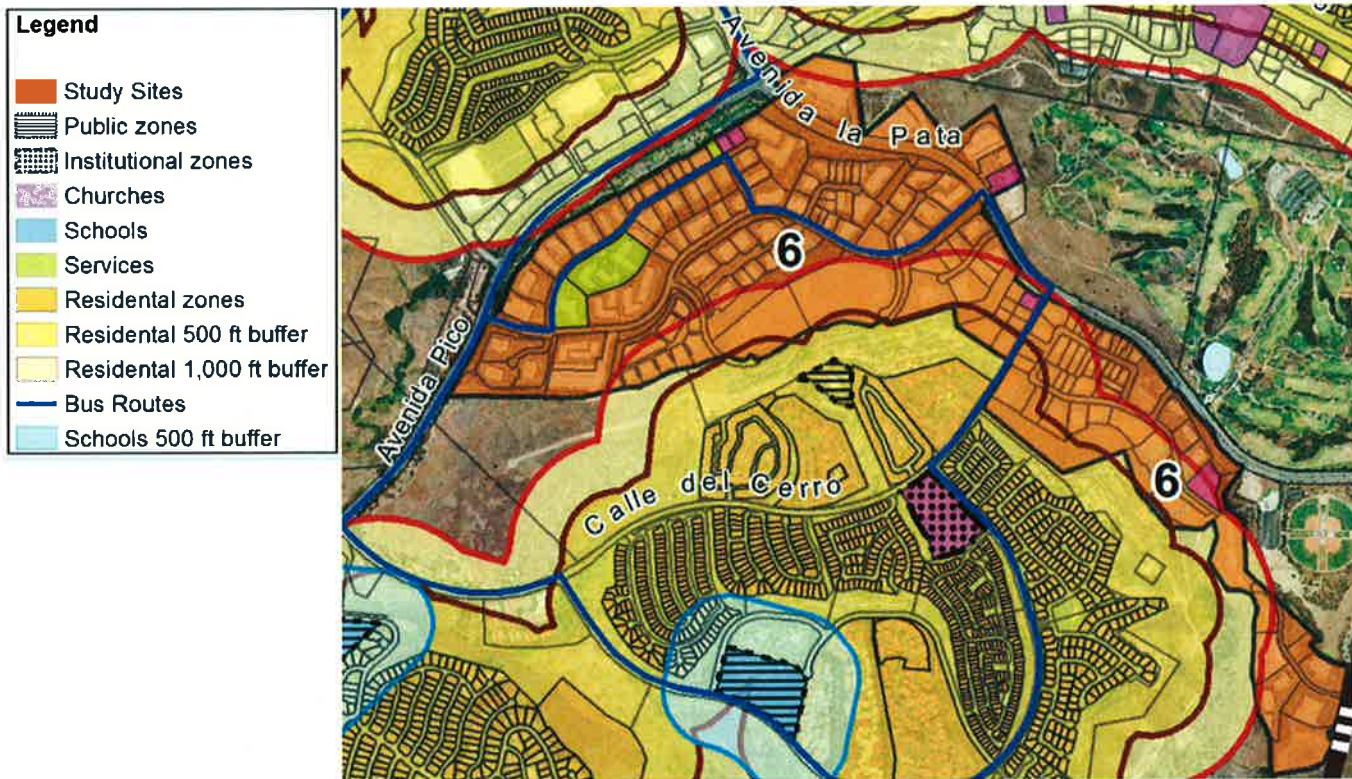 Legend
Study Sites
Public zones
Institutional zones
Churches
Schools
Services
Residental zones
Residental 500 ft buffer
Residental 1,000 ft buffer
Bus Routes
Schools 500 ft buffer
Avenida la Pata
6
Avenida Pico
Calle del Cerro
6